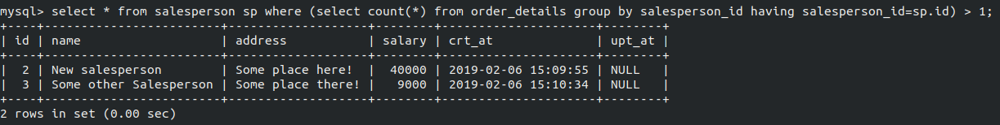 mysql> select * from salesperson sp where (select count(*) from order_details group by salesperson_id having salesperson_id=sp.id) > 1;
+----+------------------------+-------------------+--------+---------------------+--------+
| id | name                   | address           | salary | crt_at              | upt_at |
+----+------------------------+-------------------+--------+---------------------+--------+
|  2 | New salesperson        | Some place here!  |  40000 | 2019-02-06 15:09:55 | NULL   |
|  3 | Some other Salesperson | Some place there! |   9000 | 2019-02-06 15:10:34 | NULL   |
+----+------------------------+-------------------+--------+---------------------+--------+
2 rows in set (0.00 sec)